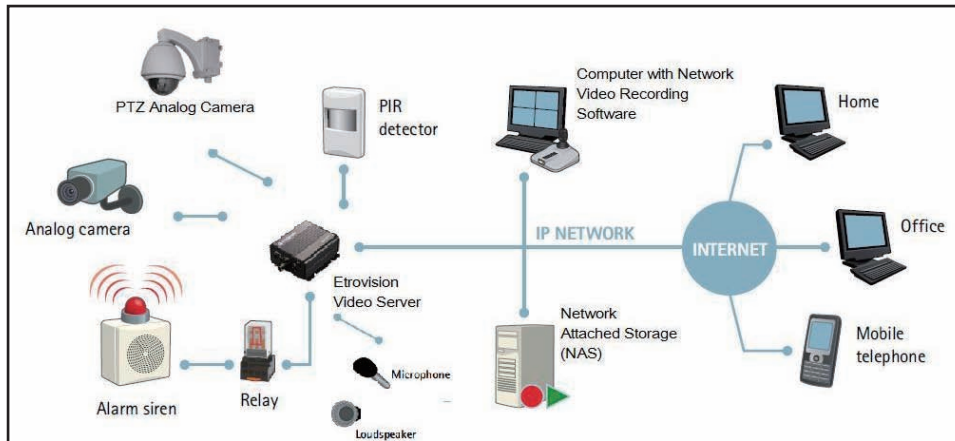 PTZ Analog Camera
PIR
detector
Computer with Network
Video Recording
Software
Home
Analog camera
IP NETWORK
INTERNET
Office
Etrovision
Video Server
Network
Attached Storage
(NAS)
Mobile
telephone
Alarm siren
Relay
Microphone
Loudspeaker